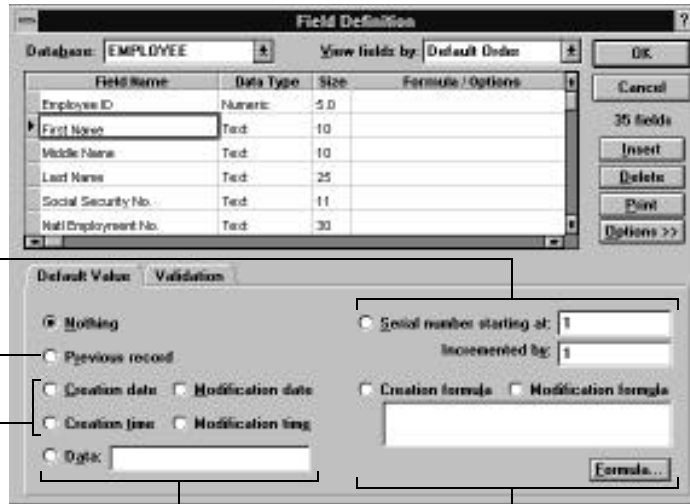 Field Definition ?
Database: EMPLOYEE View fields by: Default Order OK
Field Name Data Type Size Formula / Options Cancel
Employee ID Numeric 5.0
First Name Text 10 35 fields
Middle Name Text 10 Insert
Last Name Text 25 Delete
Social Security No. Text 11 Print
Natl Employment No. Text 30 Options >>
Default Value Validation
Nothing Serial number starting at: 1
Previous record Incremented by: 1
Creation date Modification date Creation formula Modification formula
Creation time Modification time
Data: Formula...